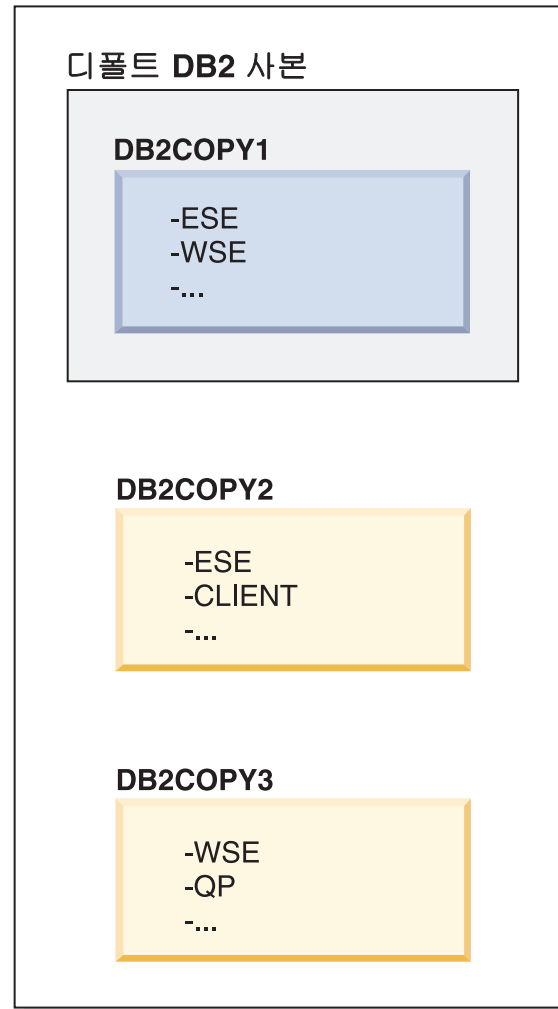 디폴트 DB2 사본
DB2COPY1
-ESE
-WSE
-...
DB2COPY2
-ESE
-CLIENT
-...
DB2COPY3
-WSE
-QP
-...